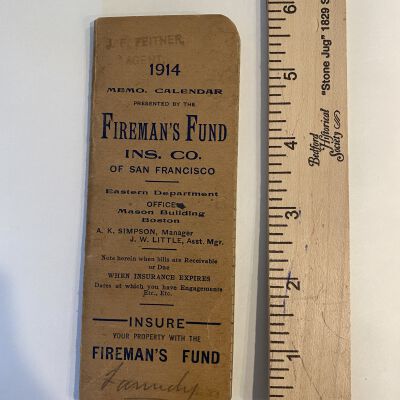 J. F. FEITNER,
AGENT
1914
MEMO. CALENDAR
PRESENTED BY THE
FIREMAN'S FUND
INS. CO.
OF SAN FRANCISCO
Eastern Department
OFFICE
Mason Building
Boston
A. K. SIMPSON, Manager
J. W. LITTLE, Asst. Mgr.
Note herein when bills are Receivable
or Due
WHEN INSURANCE EXPIRES
Dates at which you have Engagements
Etc., Etc.
INSURE
YOUR PROPERTY WITH THE
FIREMAN'S FUND
6
5
4
3
2
1
"Stone Jug" 1829 S
Bedford
Historical
Society